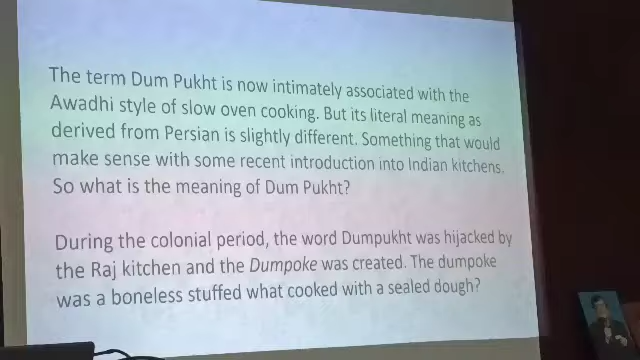 The term Dum Pukht is now intimately associated with the
Awadhi style of slow oven cooking. But its literal meaning as
derived from Persian is slightly different. Something that would
make sense with some recent introduction into Indian kitchens.
So what is the meaning of Dum Pukht?
During the colonial period, the word Dumpukht was hijacked by
the Raj kitchen and the Dumpoke was created. The dumpoke
was a boneless stuffed what cooked with a sealed dough?